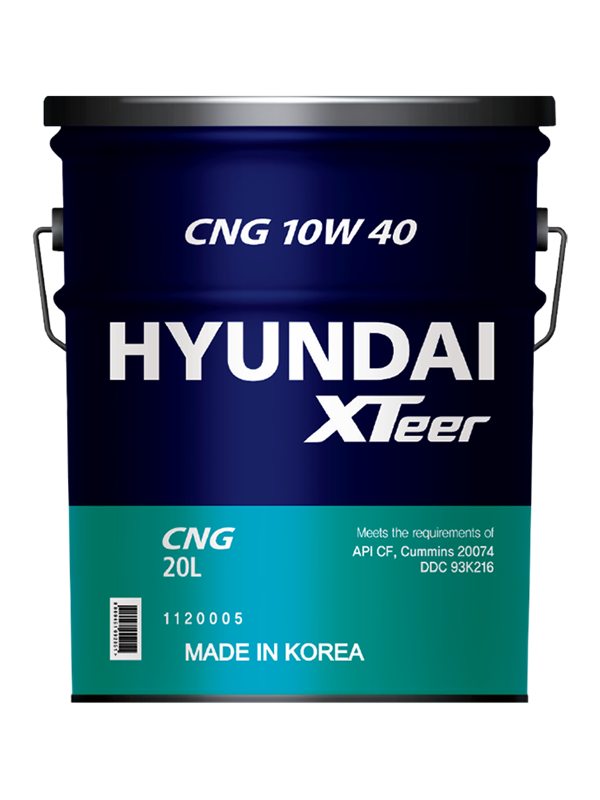 CNG 10W 40
HYUNDAI
XTeer
CNG
20L
Meets the requirements of
API CF, Cummins 20074
DDC 93K216
1120005
MADE IN KOREA